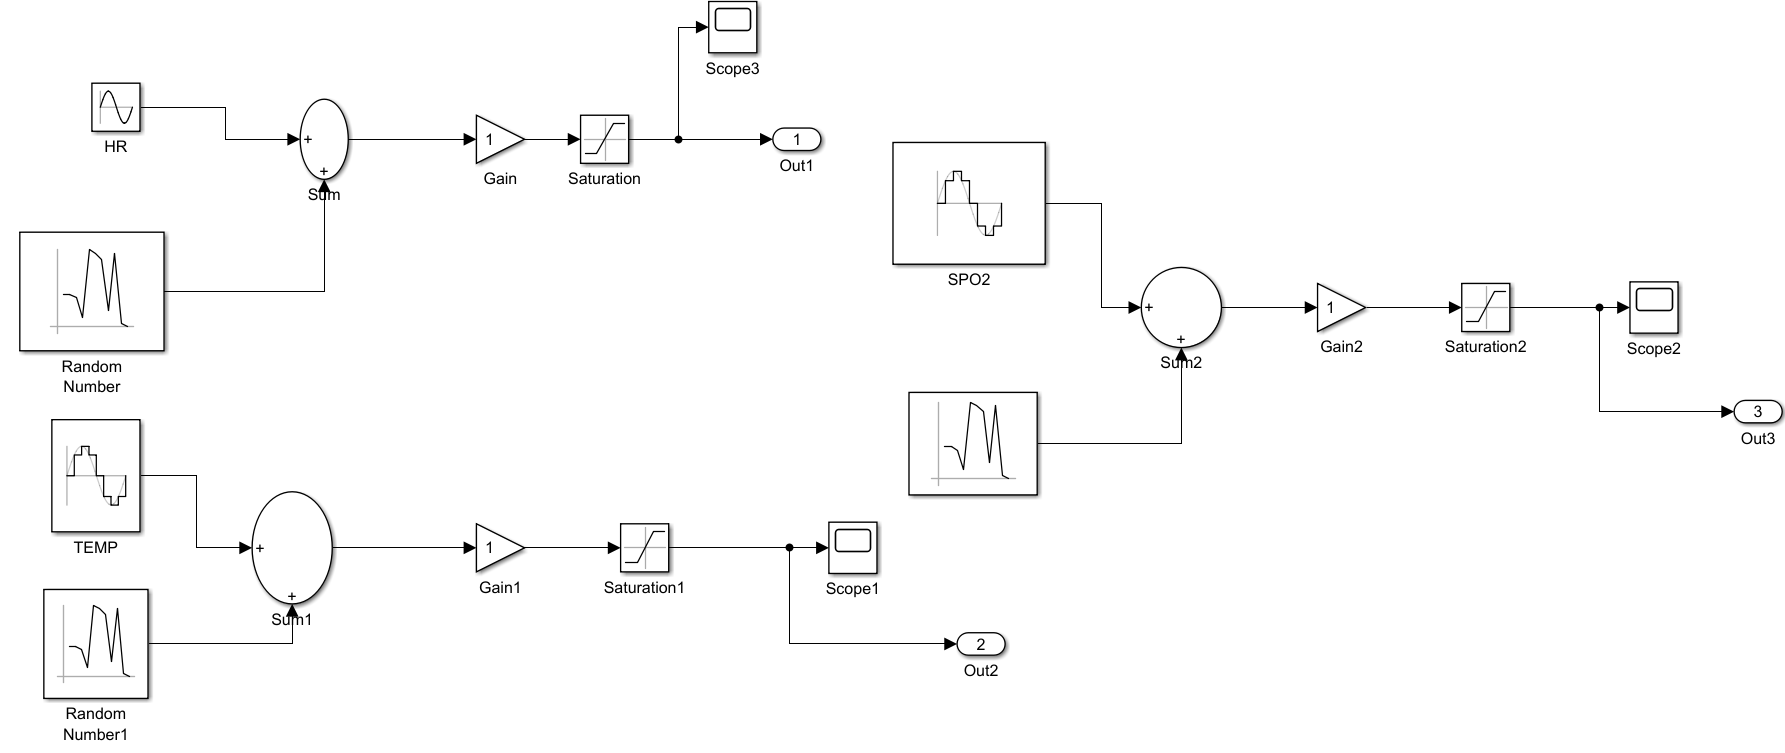 Scope3
HR
+
+
Sum
1
Gain
Saturation
1
Out1
Random
Number
SPO2
+
+
Sum2
1
Gain2
Saturation2
Scope2
3
Out3
TEMP
+
+
Sum1
1
Gain1
Saturation1
Scope1
2
Out2
Random
Number1